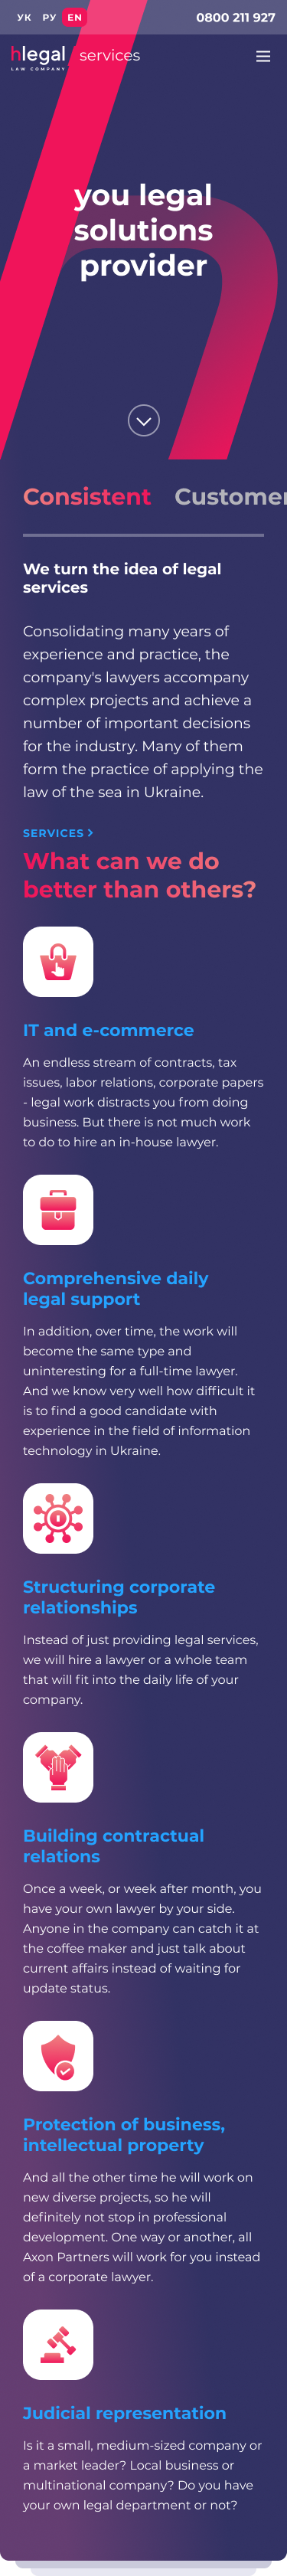 УК РУ EN 0800 211 927
hlegal services
LAW COMPANY
you legal
solutions
provider
Consistent Customer
We turn the idea of legal
services
Consolidating many years of
experience and practice, the
company's lawyers accompany
complex projects and achieve a
number of important decisions
for the industry. Many of them
form the practice of applying the
law of the sea in Ukraine.
SERVICES
What can we do
better than others?
IT and e-commerce
An endless stream of contracts, tax
issues, labor relations, corporate papers
- legal work distracts you from doing
business. But there is not much work
to do to hire an in-house lawyer.
Comprehensive daily
legal support
In addition, over time, the work will
become the same type and
uninteresting for a full-time lawyer.
And we know very well how difficult it
is to find a good candidate with
experience in the field of information
technology in Ukraine.
Structuring corporate
relationships
Instead of just providing legal services,
we will hire a lawyer or a whole team
that will fit into the daily life of your
company.
Building contractual
relations
Once a week, or week after month, you
have your own lawyer by your side.
Anyone in the company can catch it at
the coffee maker and just talk about
current affairs instead of waiting for
update status.
Protection of business,
intellectual property
And all the other time he will work on
new diverse projects, so he will
definitely not stop in professional
development. One way or another, all
Axon Partners will work for you instead
of a corporate lawyer.
Judicial representation
Is it a small, medium-sized company or
a market leader? Local business or
multinational company? Do you have
your own legal department or not?